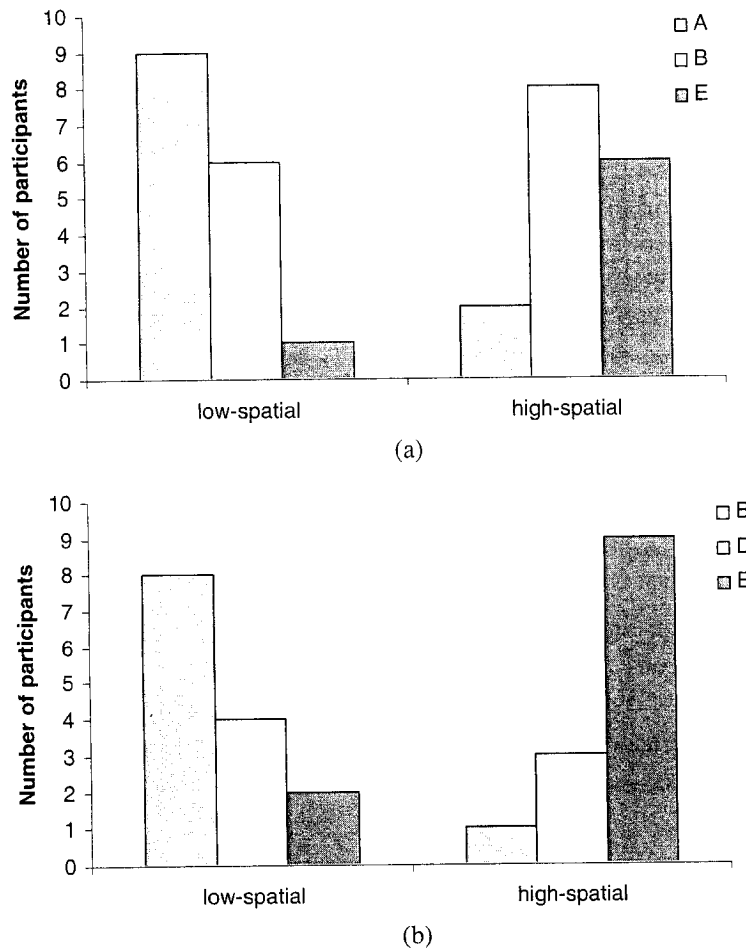 10
9
8
7
6
5
4
3
2
1
0
Number of participants
A
B
E
low-spatial
high-spatial
(a)
10
9
8
7
6
5
4
3
2
1
0
Number of participants
B
D
E
low-spatial
high-spatial
(b)